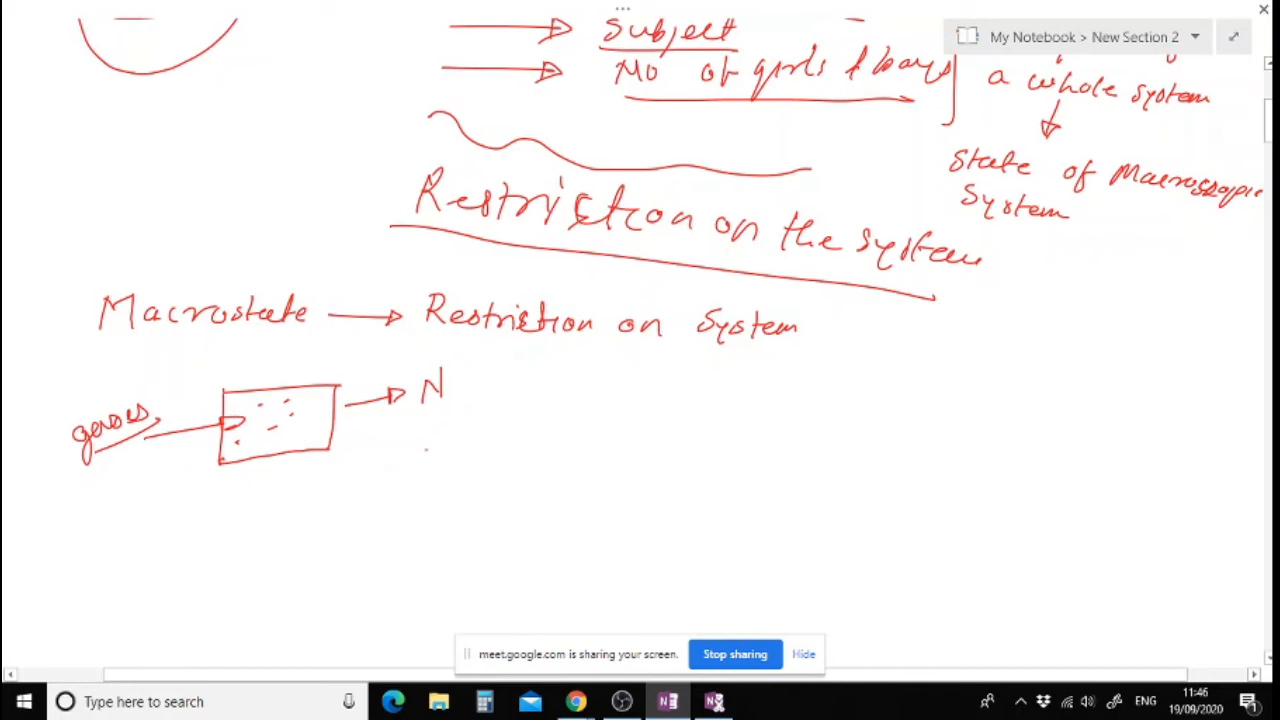 Subject
No of girls & boys
My Notebook > New Section 2
a whole system
State of Macroscopic
System
Restriction on the system
Macrostate → Restriction on System
gases
N
meet.google.com is sharing your screen.
Stop sharing
Hide
Type here to search
ENG
11:46
19/09/2020